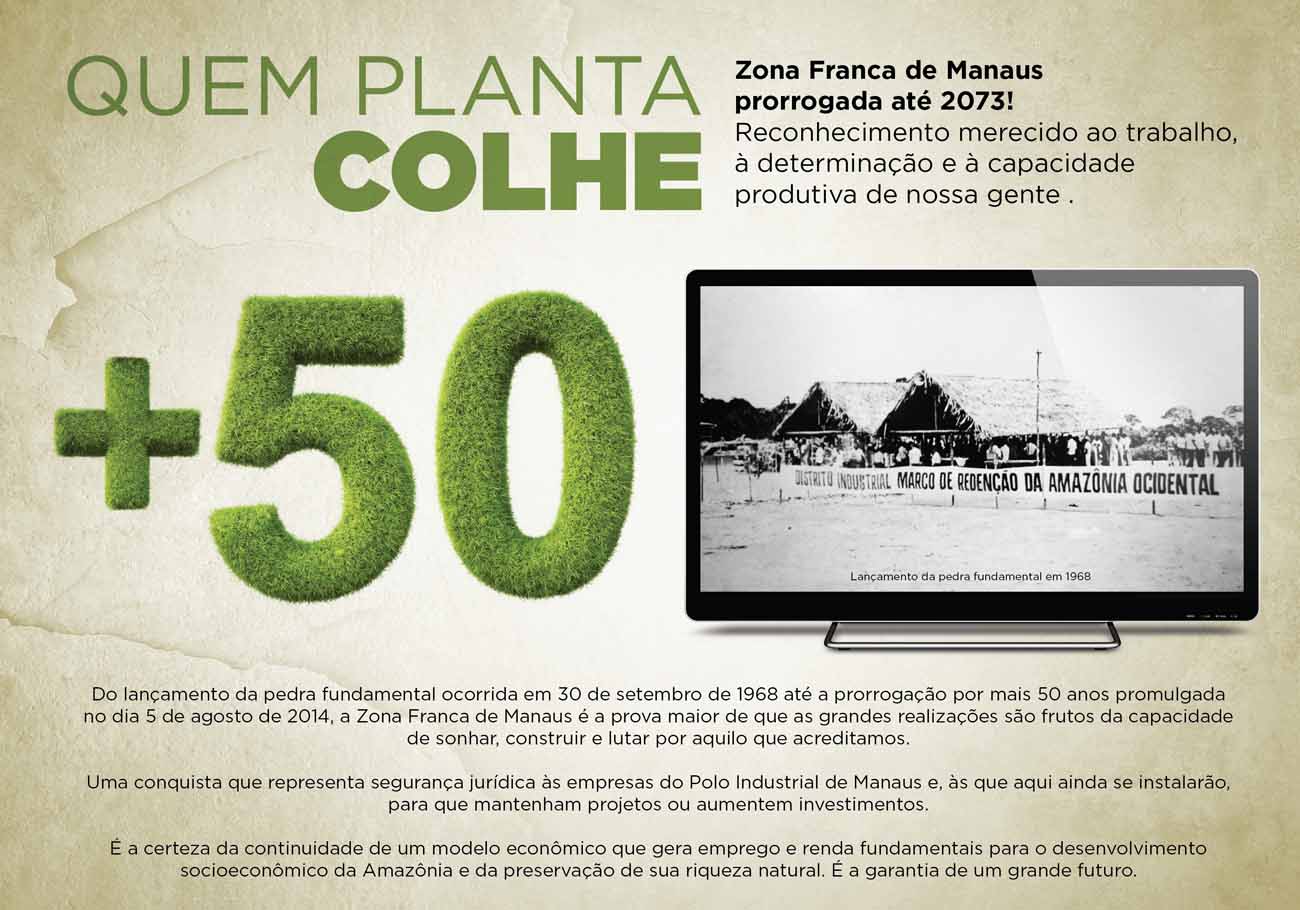 QUEM PLANTA
COLHE
Zona Franca de Manaus
prorrogada até 2073!
Reconhecimento merecido ao trabalho,
à determinação e à capacidade
produtiva de nossa gente .
+50
DISTRITO INDUSTRIAL MARCO DE REDENÇÃO DA AMAZÔNIA OCIDENTAL
Lançamento da pedra fundamental em 1968
Do lançamento da pedra fundamental ocorrida em 30 de setembro de 1968 até a prorrogação por mais 50 anos promulgada
no dia 5 de agosto de 2014, a Zona Franca de Manaus é a prova maior de que as grandes realizações são frutos da capacidade
de sonhar, construir e lutar por aquilo que acreditamos.
Uma conquista que representa segurança jurídica às empresas do Polo Industrial de Manaus e, às que aqui ainda se instalarão,
para que mantenham projetos ou aumentem investimentos.
É a certeza da continuidade de um modelo econômico que gera emprego e renda fundamentais para o desenvolvimento
socioeconômico da Amazônia e da preservação de sua riqueza natural. É a garantia de um grande futuro.